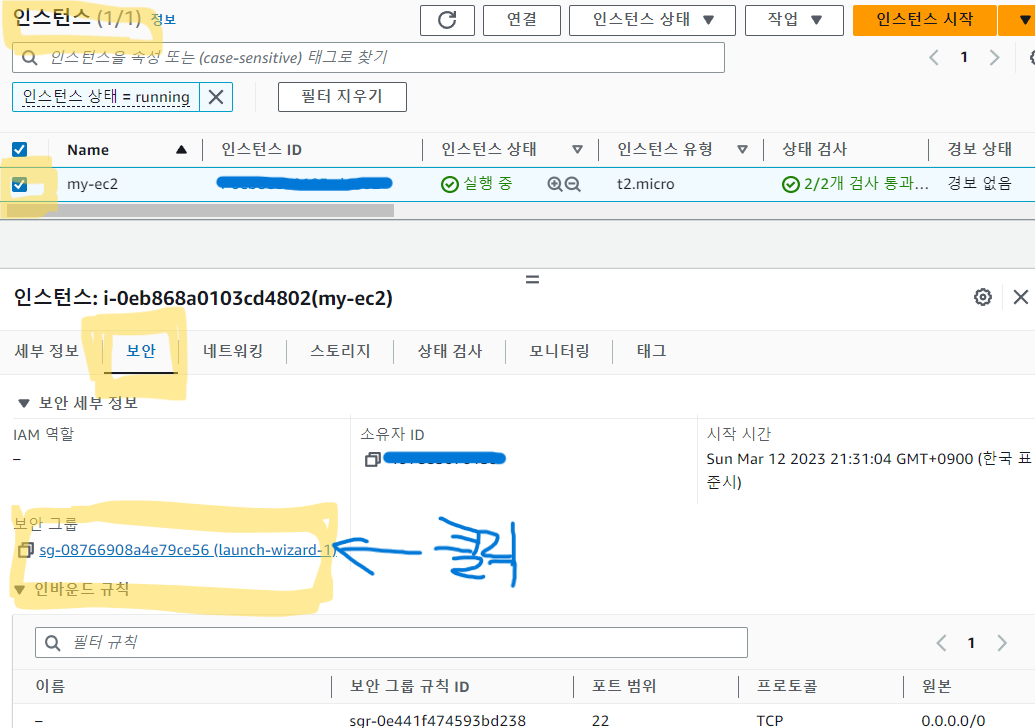 인스턴스 (1/1) 정보 연결 인스턴스 상태 작업 인스턴스 시작
인스턴스을 속성 또는 (case-sensitive) 태그로 찾기 1
인스턴스 상태 = running 필터 지우기
Name 인스턴스 ID 인스턴스 상태 인스턴스 유형 상태 검사 경보 상태
my-ec2 실행 중 t2.micro 2/2개 검사 통과... 경보 없음
인스턴스: i-0eb868a0103cd4802(my-ec2)
세부 정보 보안 네트워킹 스토리지 상태 검사 모니터링 태그
보안 세부 정보
IAM 역할 소유자 ID 시작 시간
– Sun Mar 12 2023 21:31:04 GMT+0900 (한국 표
준시)
보안 그룹
sg-08766908a4e79ce56 (launch-wizard-1) 클릭
인바운드 규칙
필터 규칙 1
이름 보안 그룹 규칙 ID 포트 범위 프로토콜 원본
– sgr-0e441f474593bd238 22 TCP 0.0.0.0/0